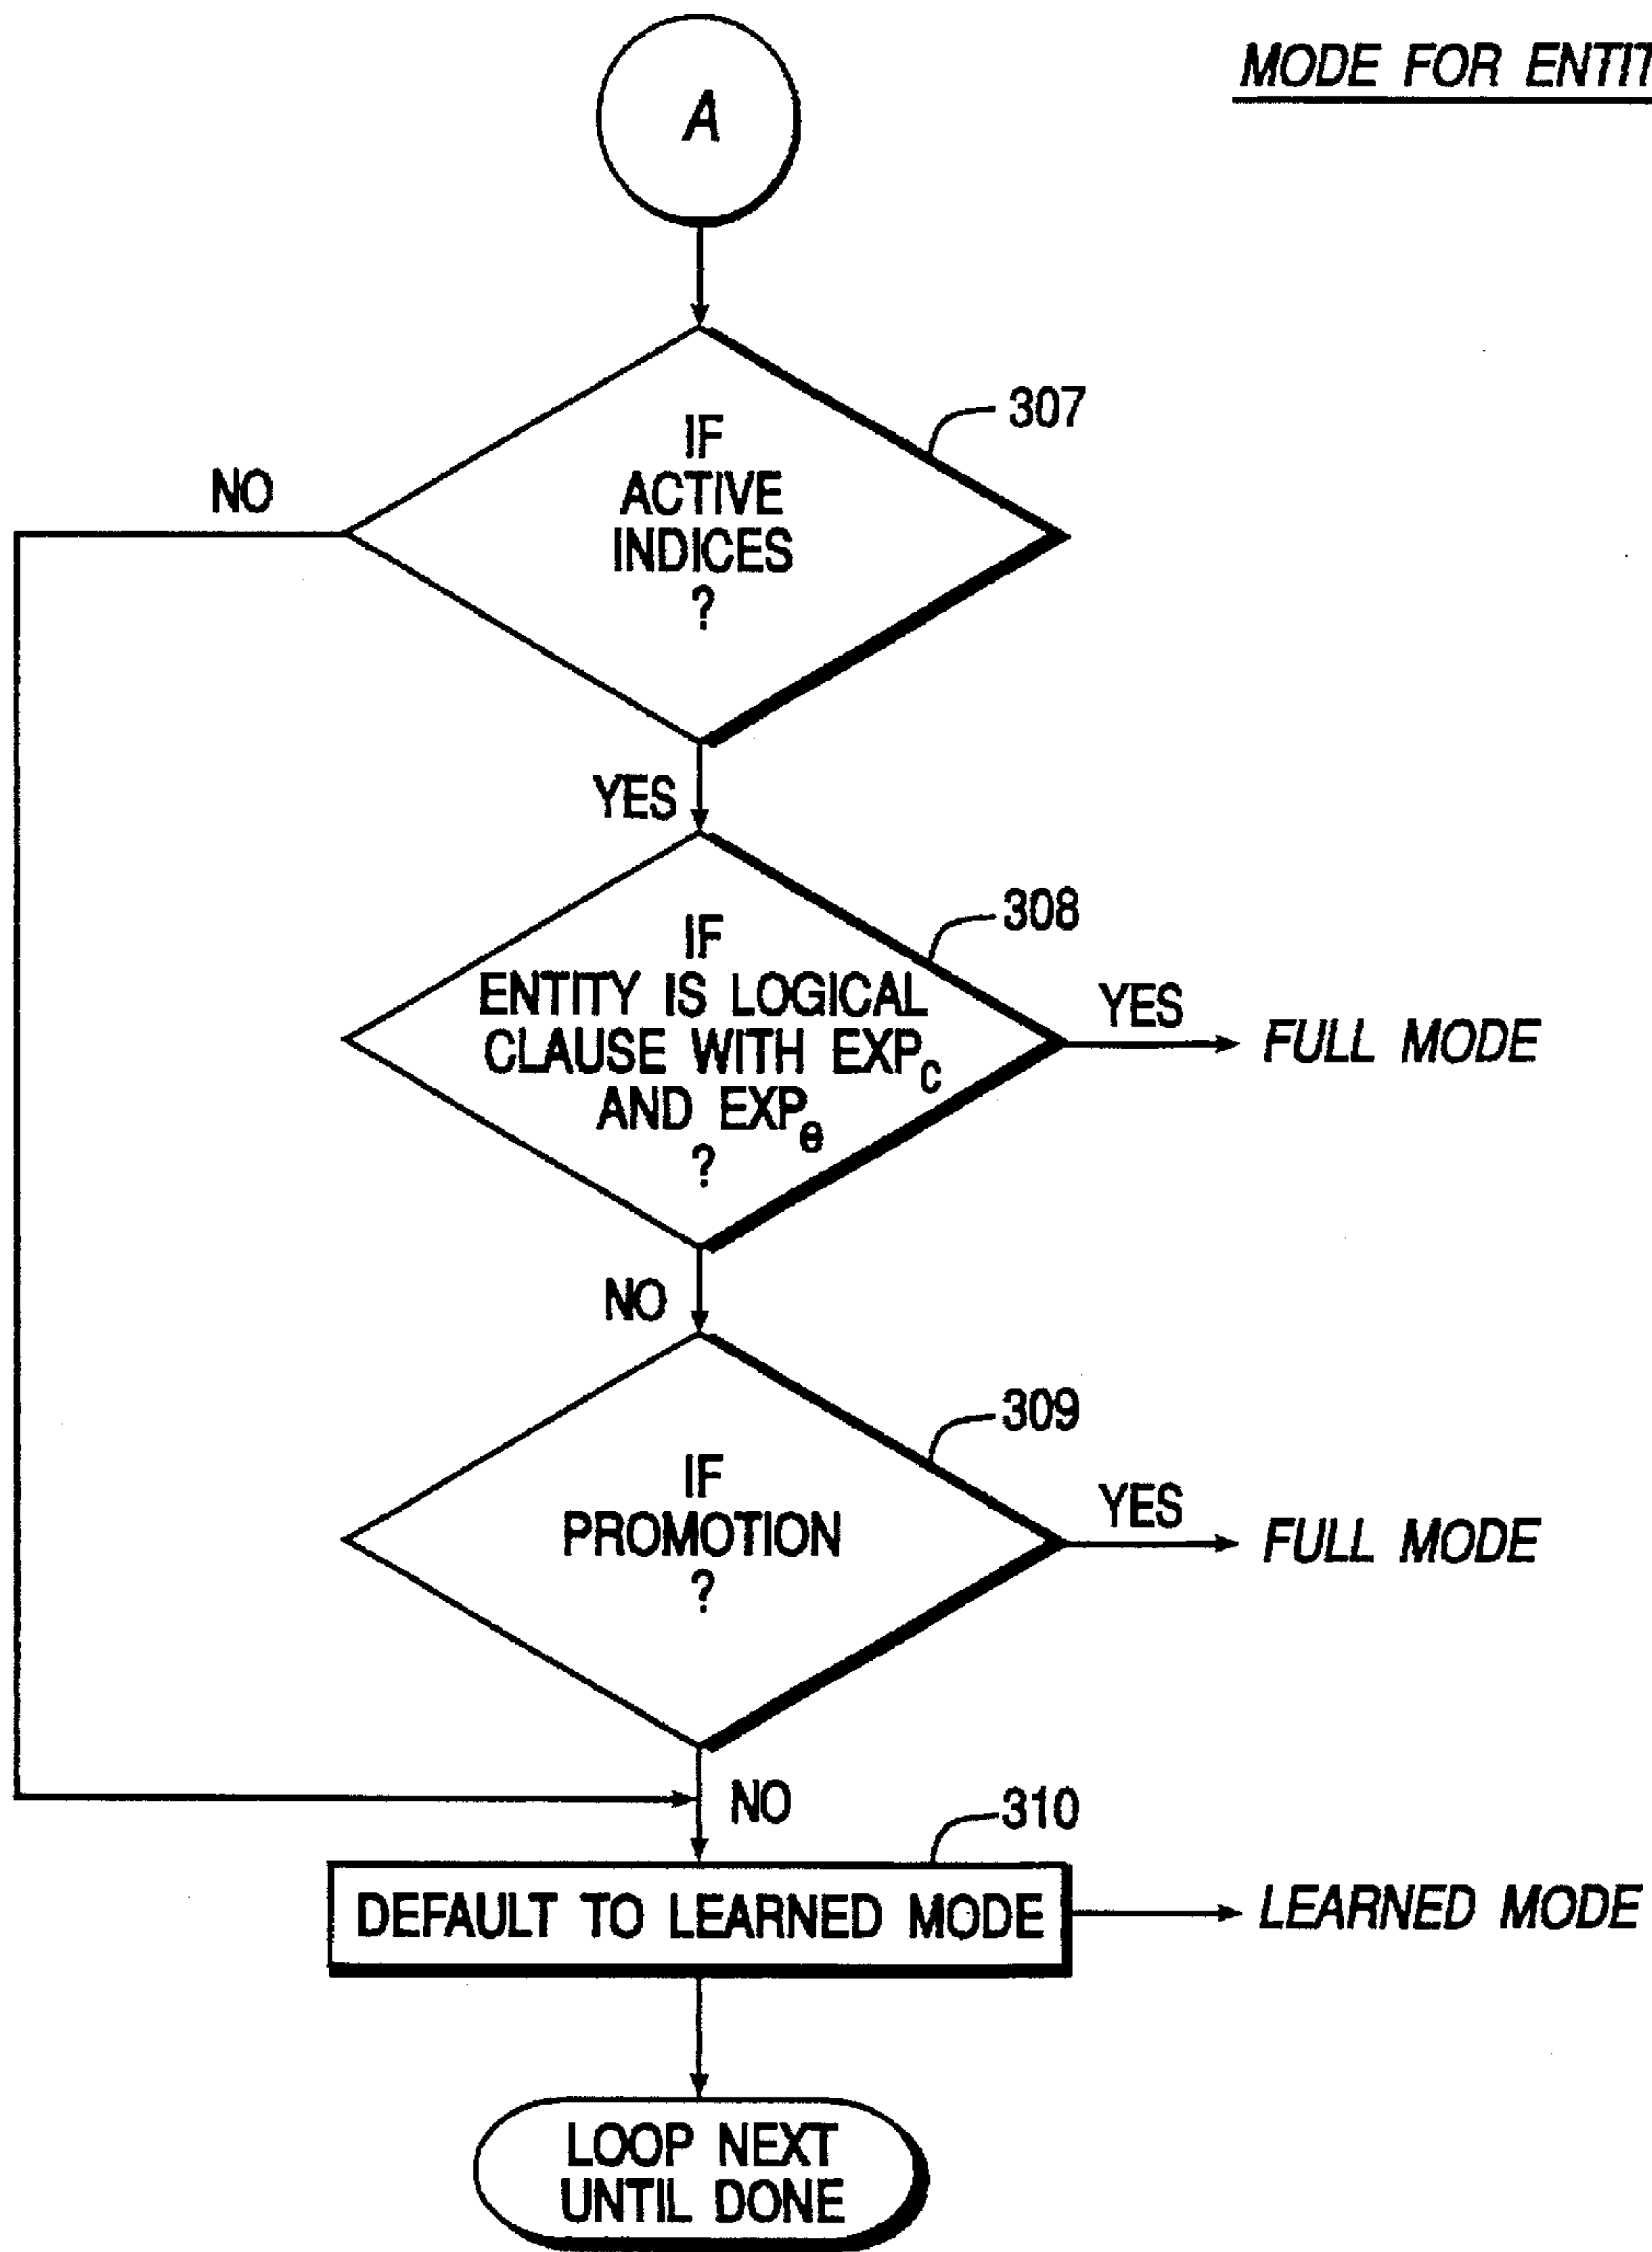 MODE FOR ENTIT
A
IF
ACTIVE
INDICES
?
307
NO
YES
IF
ENTITY IS LOGICAL
CLAUSE WITH EXPc
AND EXPe
?
308
YES
FULL MODE
NO
IF
PROMOTION
?
309
YES
FULL MODE
NO
310
DEFAULT TO LEARNED MODE
LEARNED MODE
LOOP NEXT
UNTIL DONE